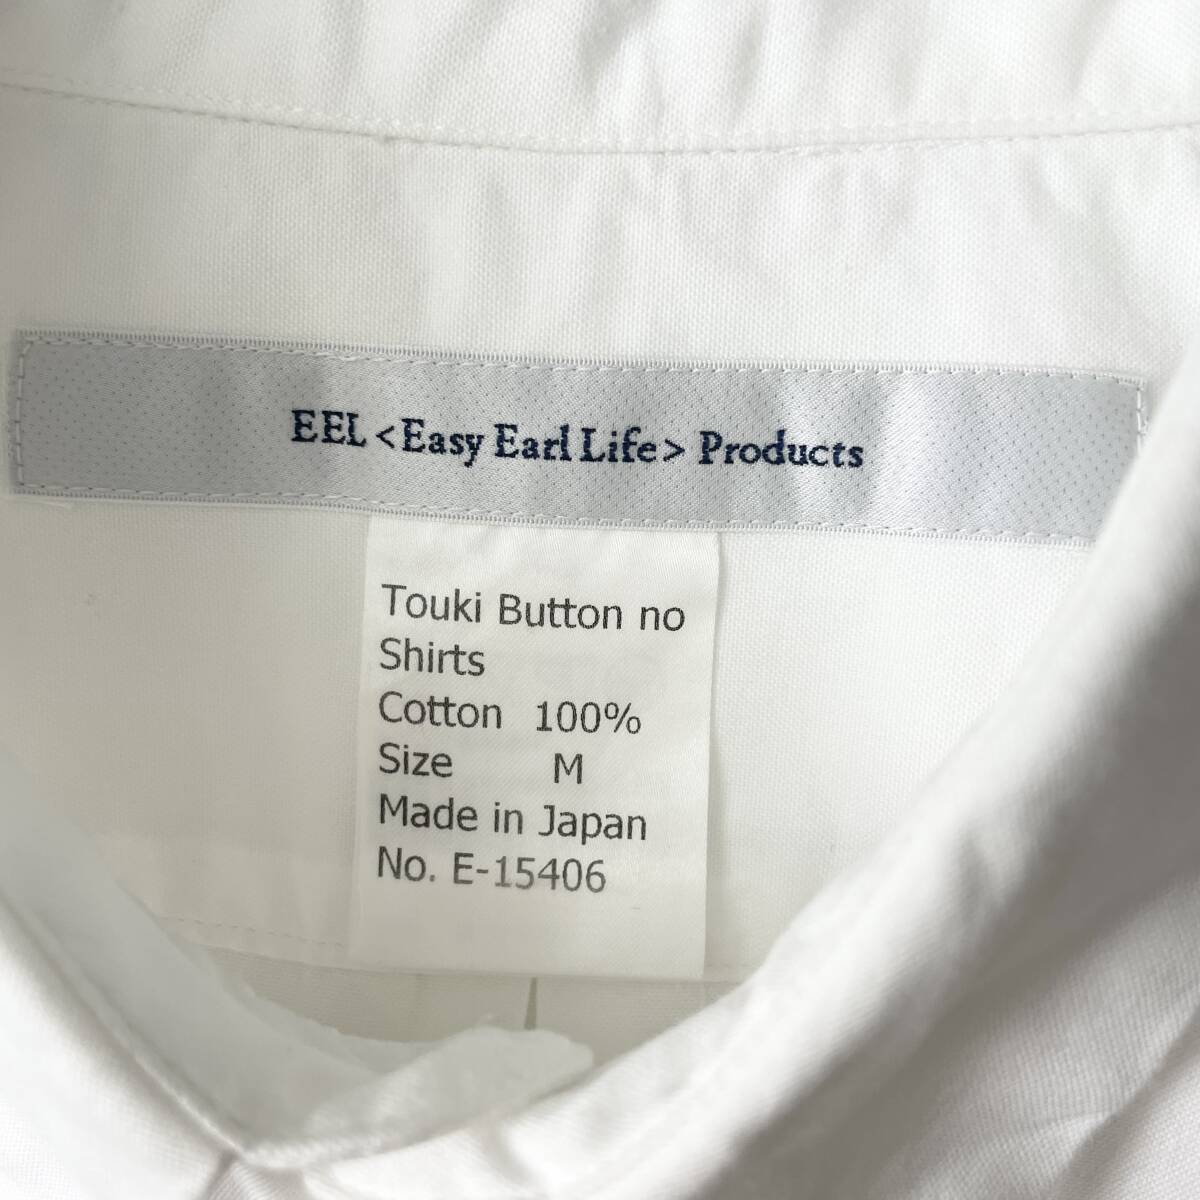 EEL <Easy Earl Life> Products
Touki Button no
Shirts
Cotton 100%
Size M
Made in Japan
No. E-15406